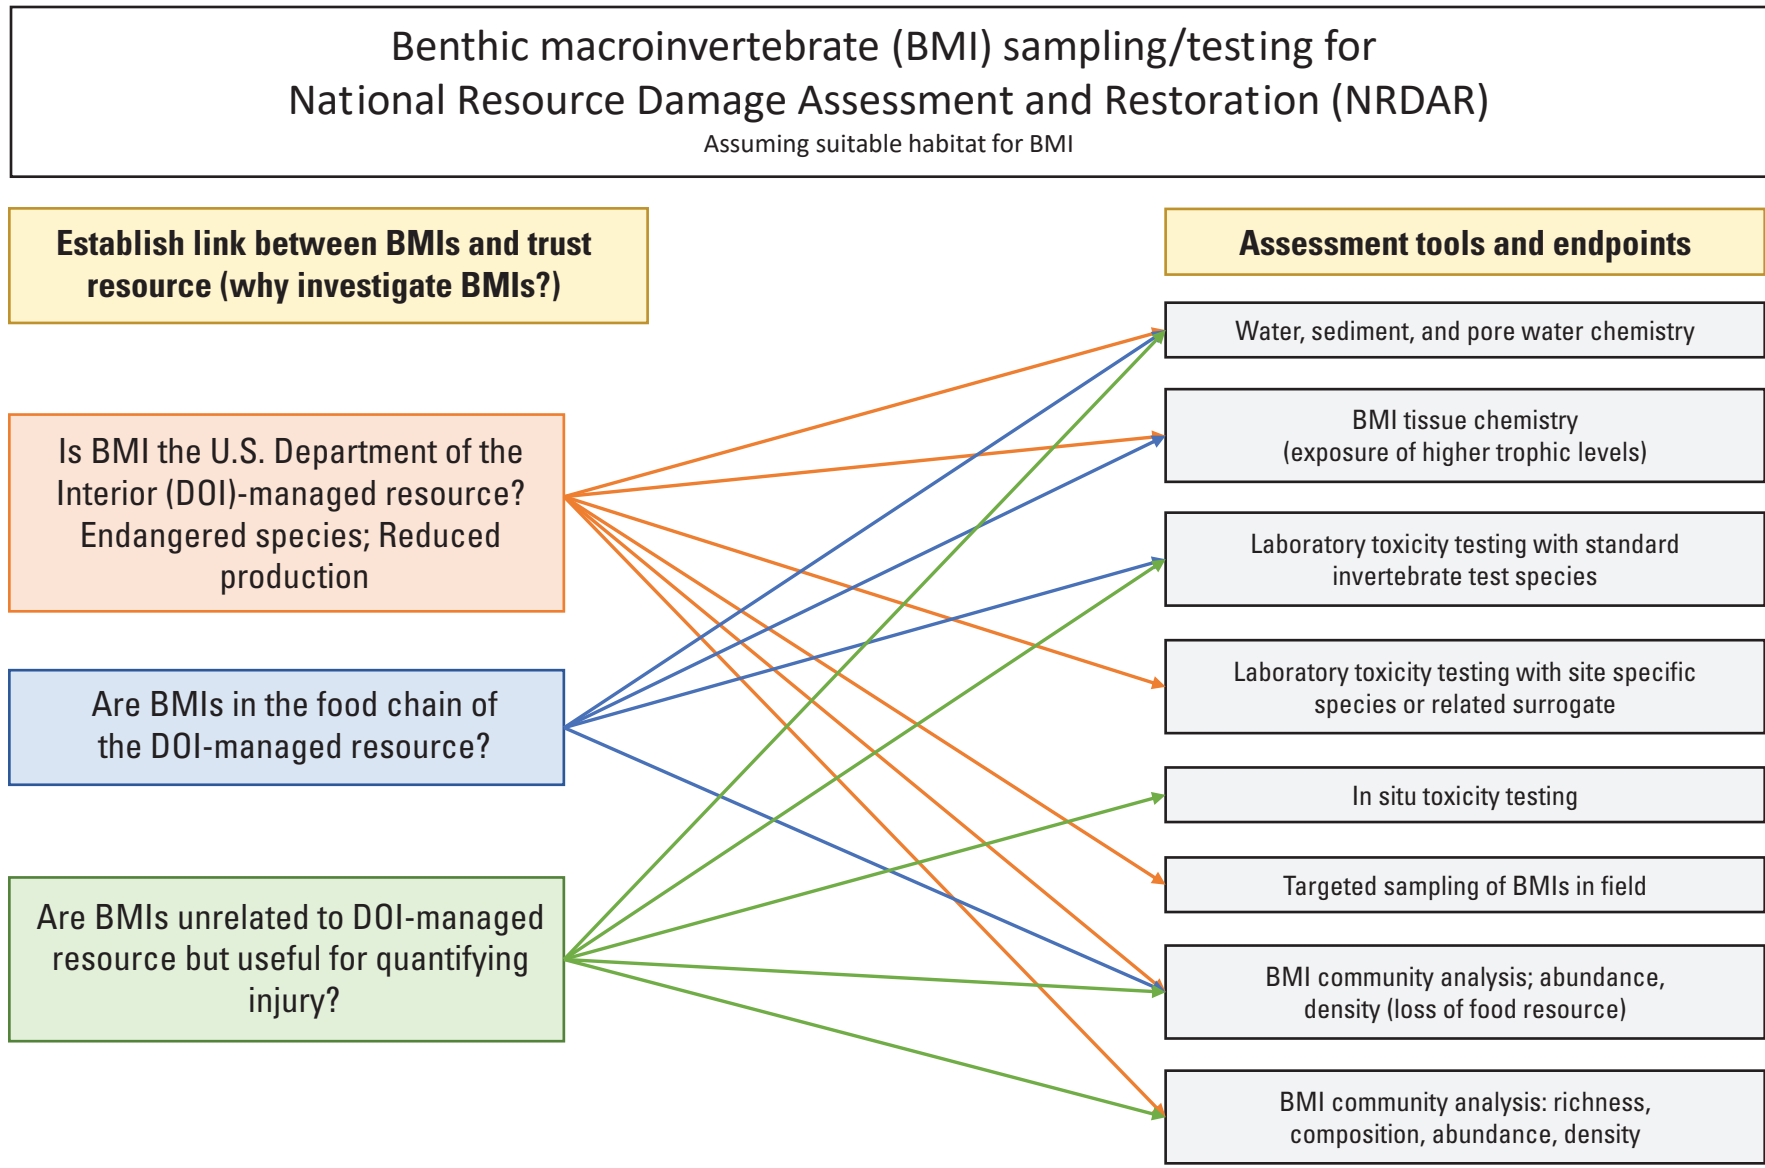 Benthic macroinvertebrate (BMI) sampling/testing for
National Resource Damage Assessment and Restoration (NRDAR)
Assuming suitable habitat for BMI
Establish link between BMIs and trust
resource (why investigate BMIs?)
Is BMI the U.S. Department of the
Interior (DOI)-managed resource?
Endangered species; Reduced
production
Are BMIs in the food chain of
the DOI-managed resource?
Are BMIs unrelated to DOI-managed
resource but useful for quantifying
injury?
Assessment tools and endpoints
Water, sediment, and pore water chemistry
BMI tissue chemistry
(exposure of higher trophic levels)
Laboratory toxicity testing with standard
invertebrate test species
Laboratory toxicity testing with site specific
species or related surrogate
In situ toxicity testing
Targeted sampling of BMIs in field
BMI community analysis; abundance,
density (loss of food resource)
BMI community analysis: richness,
composition, abundance, density